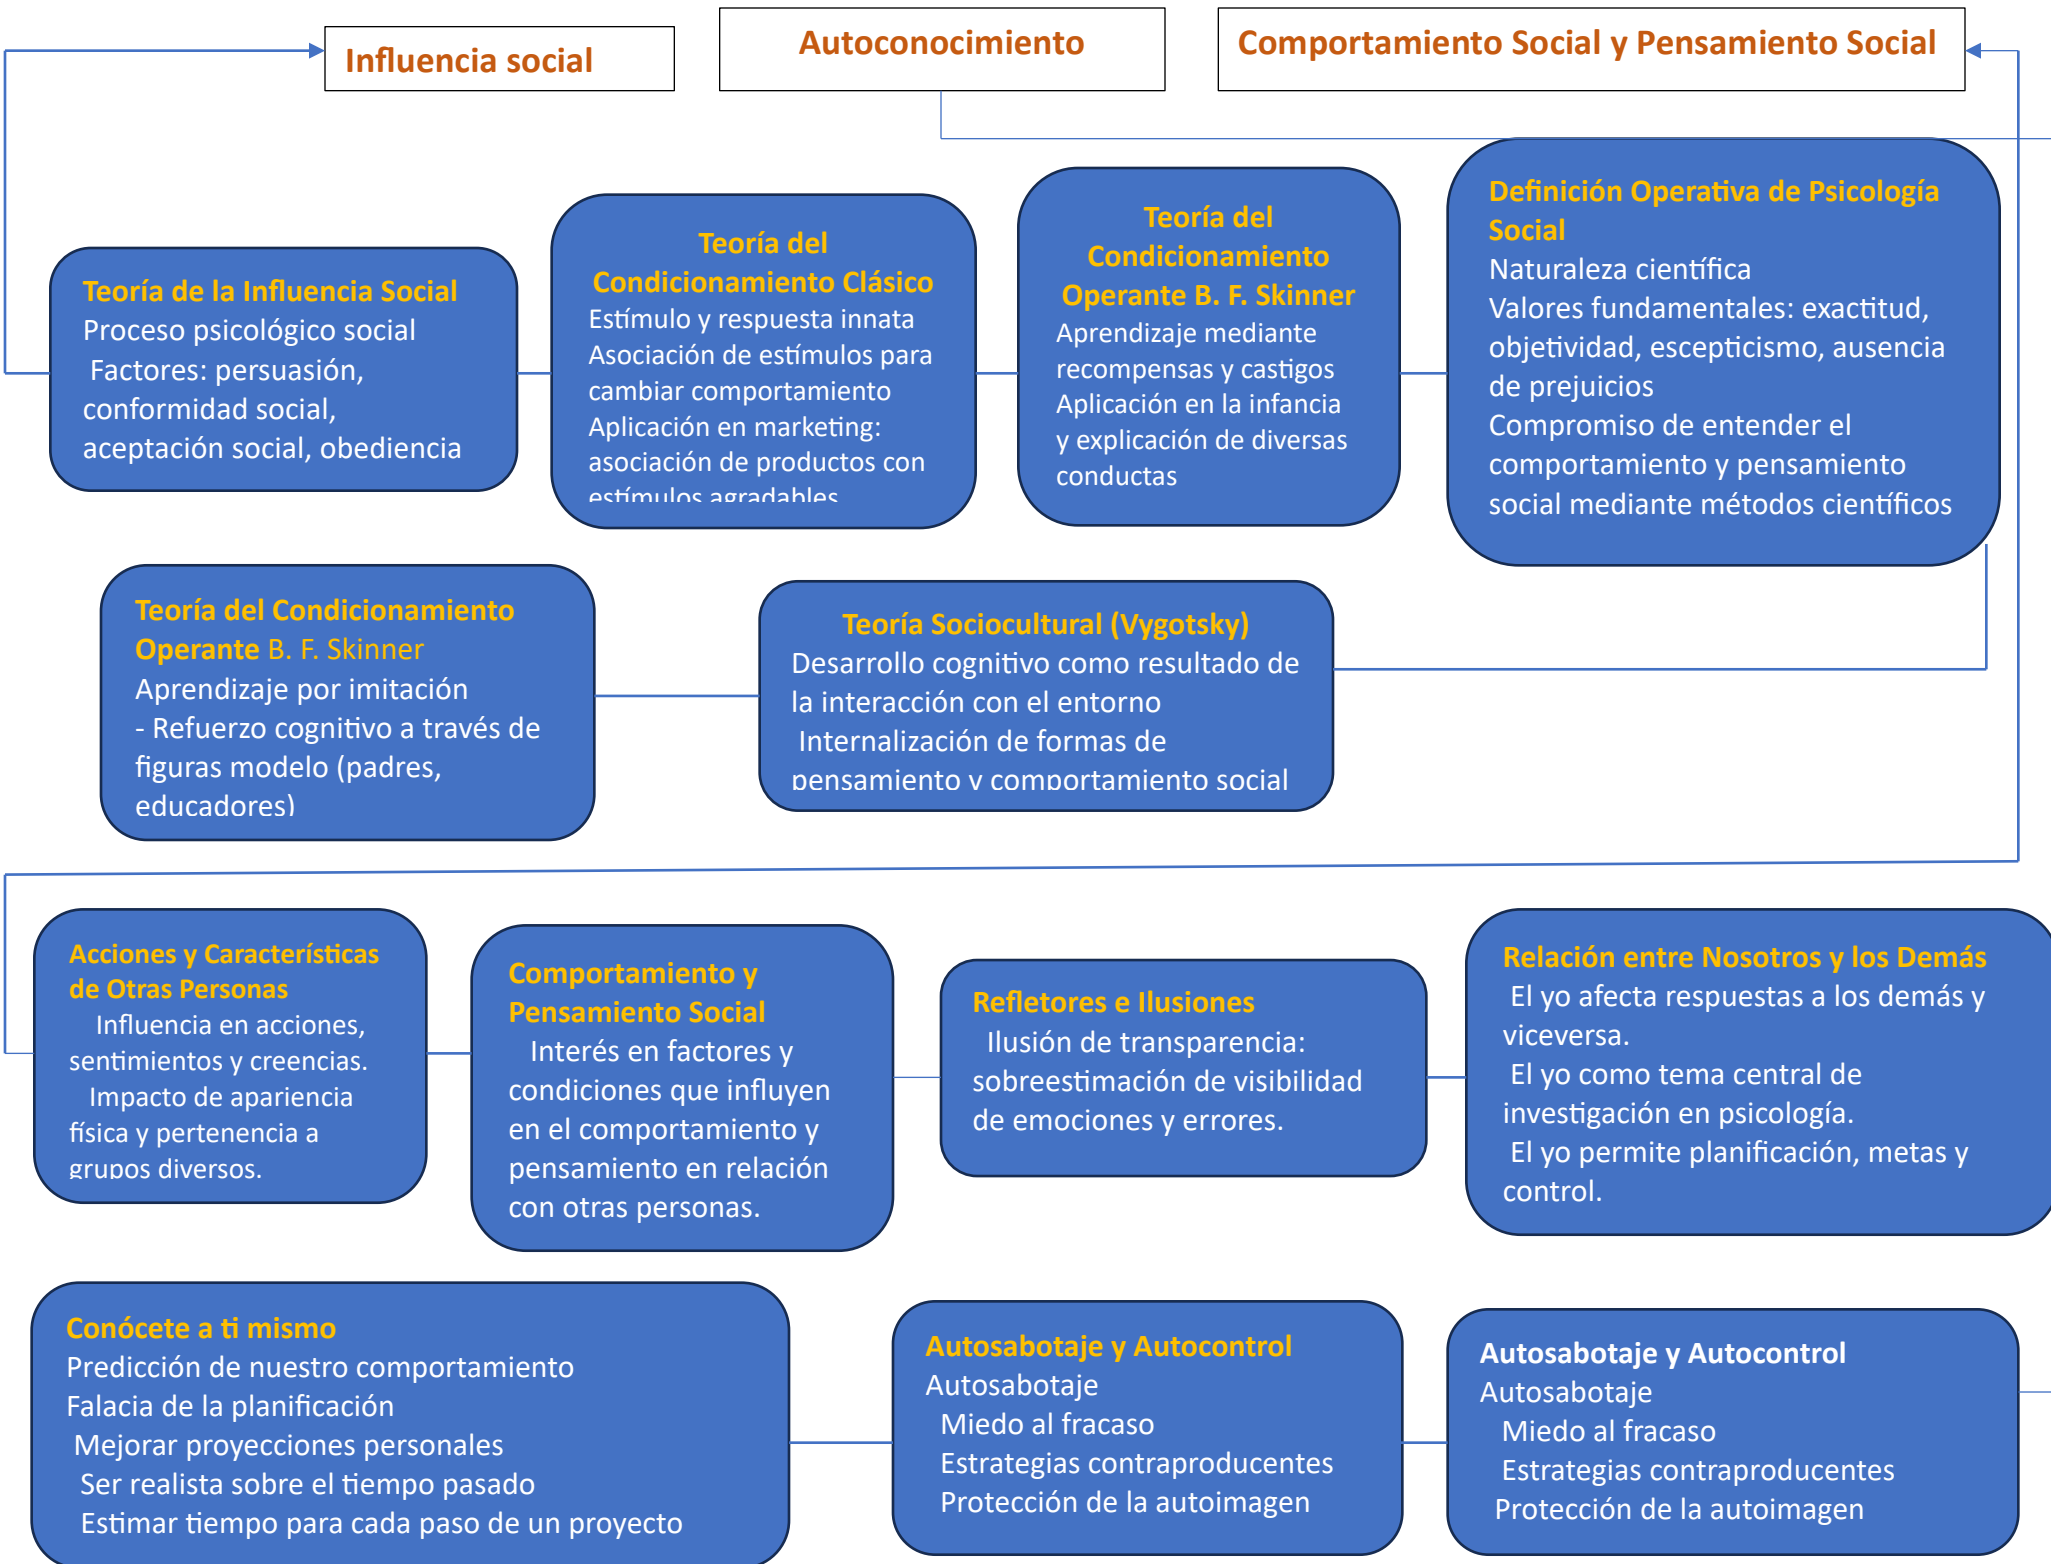 Influencia social
Autoconocimiento
Comportamiento Social y Pensamiento Social
Teoría de la Influencia Social
Proceso psicológico social
Factores: persuasión,
conformidad social,
aceptación social, obediencia
Teoría del
Condicionamiento Clásico
Estímulo y respuesta innata
Asociación de estímulos para
cambiar comportamiento
Aplicación en marketing:
asociación de productos con
estímulos agradables
Teoría del
Condicionamiento
Operante B. F. Skinner
Aprendizaje mediante
recompensas y castigos
Aplicación en la infancia
y explicación de diversas
conductas
Definición Operativa de Psicología
Social
Naturaleza científica
Valores fundamentales: exactitud,
objetividad, escepticismo, ausencia
de prejuicios
Compromiso de entender el
comportamiento y pensamiento
social mediante métodos científicos
Teoría del Condicionamiento
Operante B. F. Skinner
Aprendizaje por imitación
- Refuerzo cognitivo a través de
figuras modelo (padres,
educadores)
Teoría Sociocultural (Vygotsky)
Desarrollo cognitivo como resultado de
la interacción con el entorno
Internalización de formas de
pensamiento y comportamiento social
Acciones y Características
de Otras Personas
Influencia en acciones,
sentimientos y creencias.
Impacto de apariencia
física y pertenencia a
grupos diversos.
Comportamiento y
Pensamiento Social
Interés en factores y
condiciones que influyen
en el comportamiento y
pensamiento en relación
con otras personas.
Refletores e Ilusiones
Ilusión de transparencia:
sobreestimación de visibilidad
de emociones y errores.
Relación entre Nosotros y los Demás
El yo afecta respuestas a los demás y
viceversa.
El yo como tema central de
investigación en psicología.
El yo permite planificación, metas y
control.
Conócete a ti mismo
Predicción de nuestro comportamiento
Falacia de la planificación
Mejorar proyecciones personales
Ser realista sobre el tiempo pasado
Estimar tiempo para cada paso de un proyecto
Autosabotaje y Autocontrol
Autosabotaje
Miedo al fracaso
Estrategias contraproducentes
Protección de la autoimagen
Autosabotaje y Autocontrol
Autosabotaje
Miedo al fracaso
Estrategias contraproducentes
Protección de la autoimagen